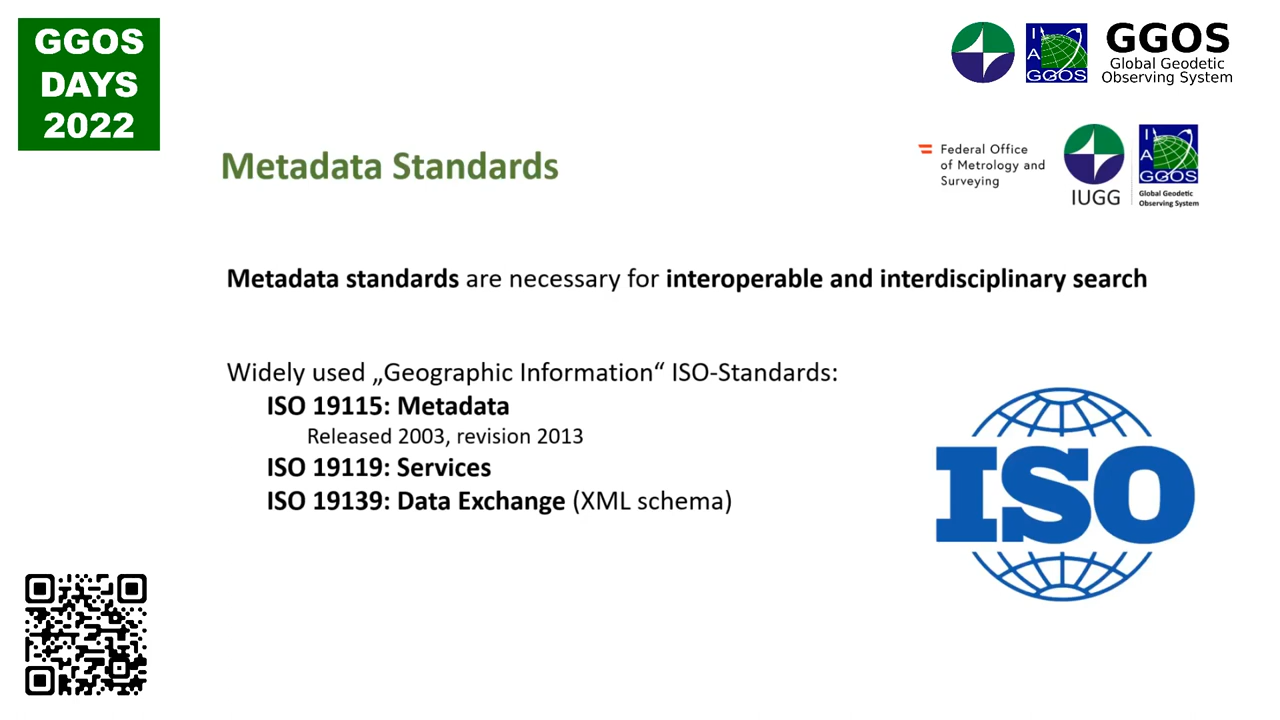 GGOS
DAYS
2022
GGOS
Global Geodetic
Observing System
I
A
GGOS
Metadata Standards
Federal Office
of Metrology and
Surveying
IUGG
I
A
GGOS
Global Geodetic
Observing System
Metadata standards are necessary for interoperable and interdisciplinary search
Widely used „Geographic Information“ ISO-Standards:
ISO 19115: Metadata
Released 2003, revision 2013
ISO 19119: Services
ISO 19139: Data Exchange (XML schema)
ISO